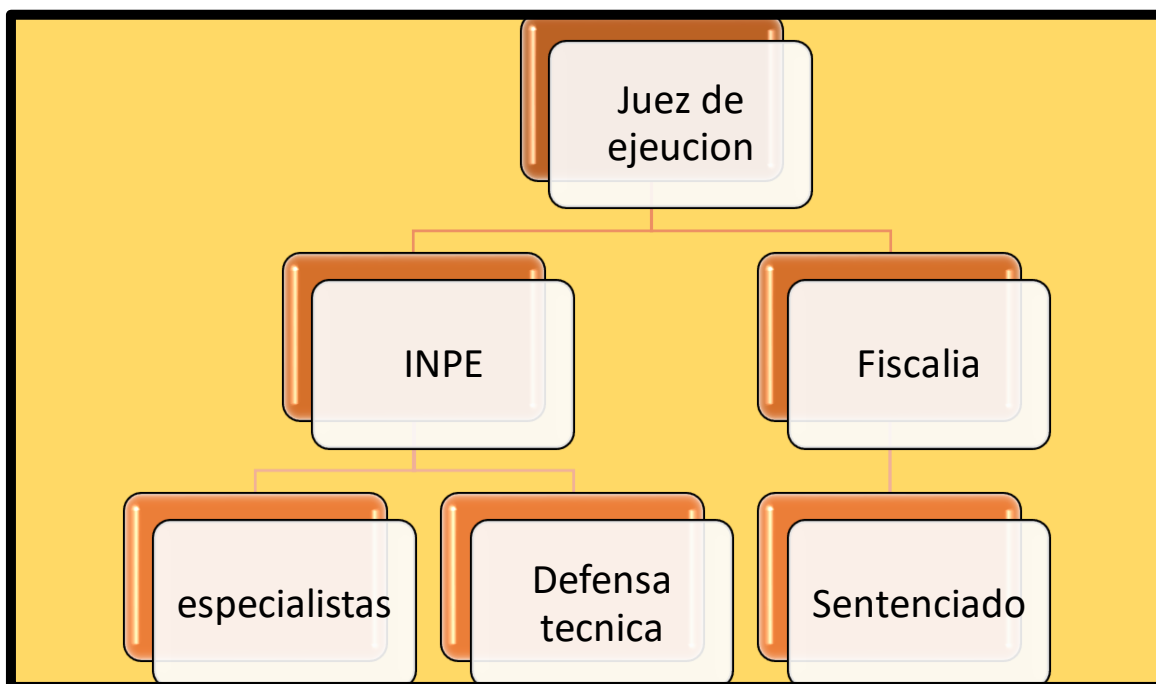 Juez de
ejeucion
INPE
Fiscalia
especialistas
Defensa
tecnica
Sentenciado